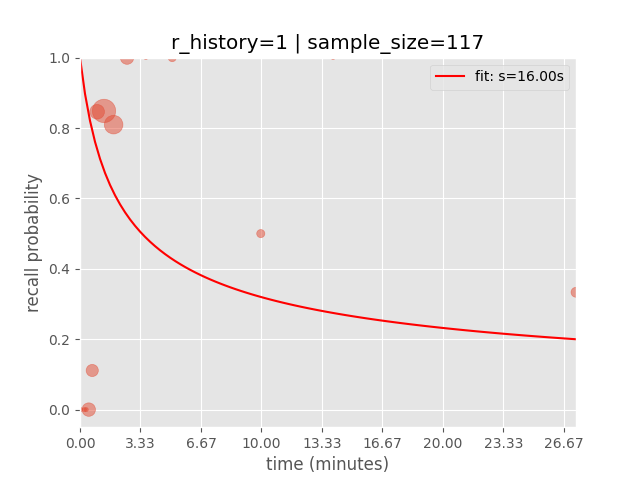 r_history=1 | sample_size=117
fit: s=16.00s
recall probability
1.0
0.8
0.6
0.4
0.2
0.0
0.00 3.33 6.67 10.00 13.33 16.67 20.00 23.33 26.67
time (minutes)